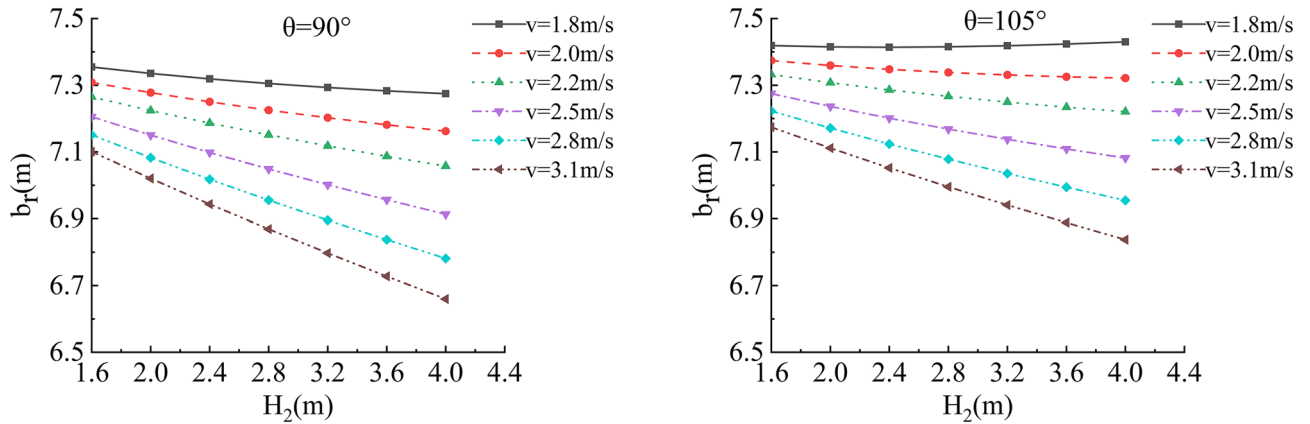 θ=90°
7.5
7.3
7.1
6.9
6.7
6.5
b_r(m)
1.6 2.0 2.4 2.8 3.2 3.6 4.0 4.4
H₂(m)
v=1.8m/s
v=2.0m/s
v=2.2m/s
v=2.5m/s
v=2.8m/s
v=3.1m/s
θ=105°
7.5
7.3
7.1
6.9
6.7
6.5
b_r(m)
1.6 2.0 2.4 2.8 3.2 3.6 4.0 4.4
H₂(m)
v=1.8m/s
v=2.0m/s
v=2.2m/s
v=2.5m/s
v=2.8m/s
v=3.1m/s